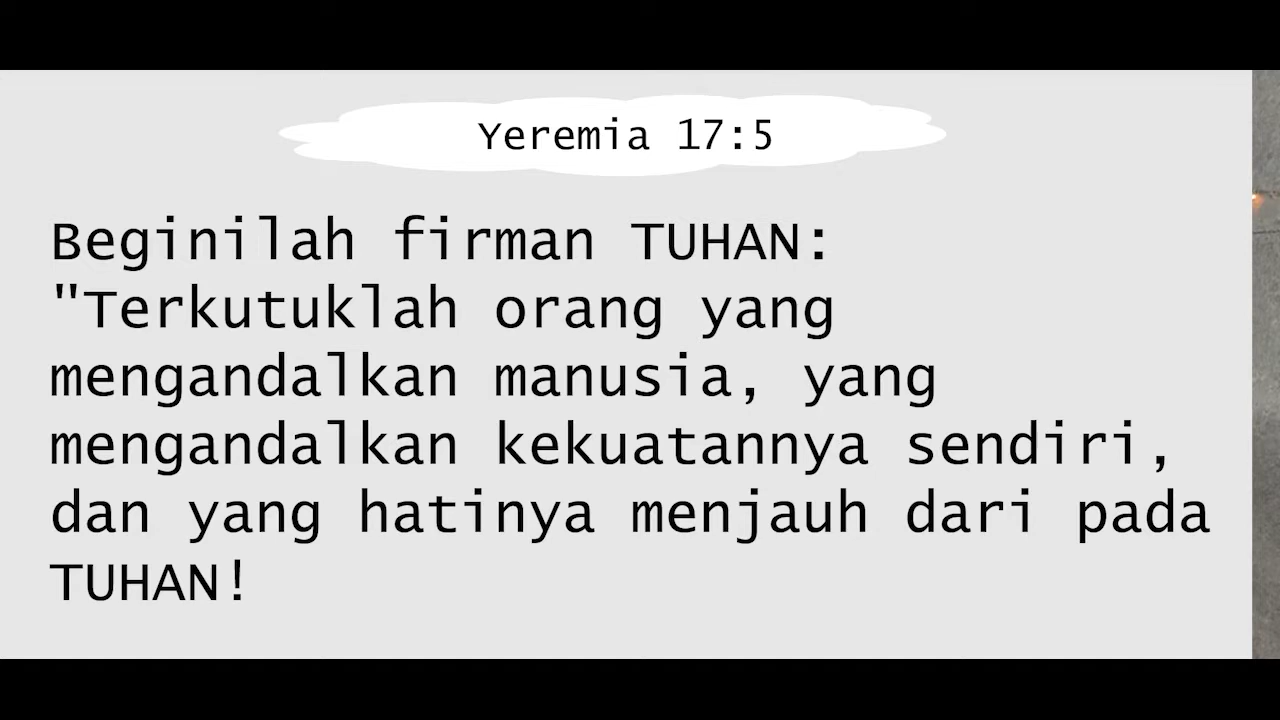 Yeremia 17:5
Beginilah firman TUHAN:
"Terkutuklah orang yang
mengandalkan manusia, yang
mengandalkan kekuatannya sendiri,
dan yang hatinya menjauh dari pada
TUHAN!